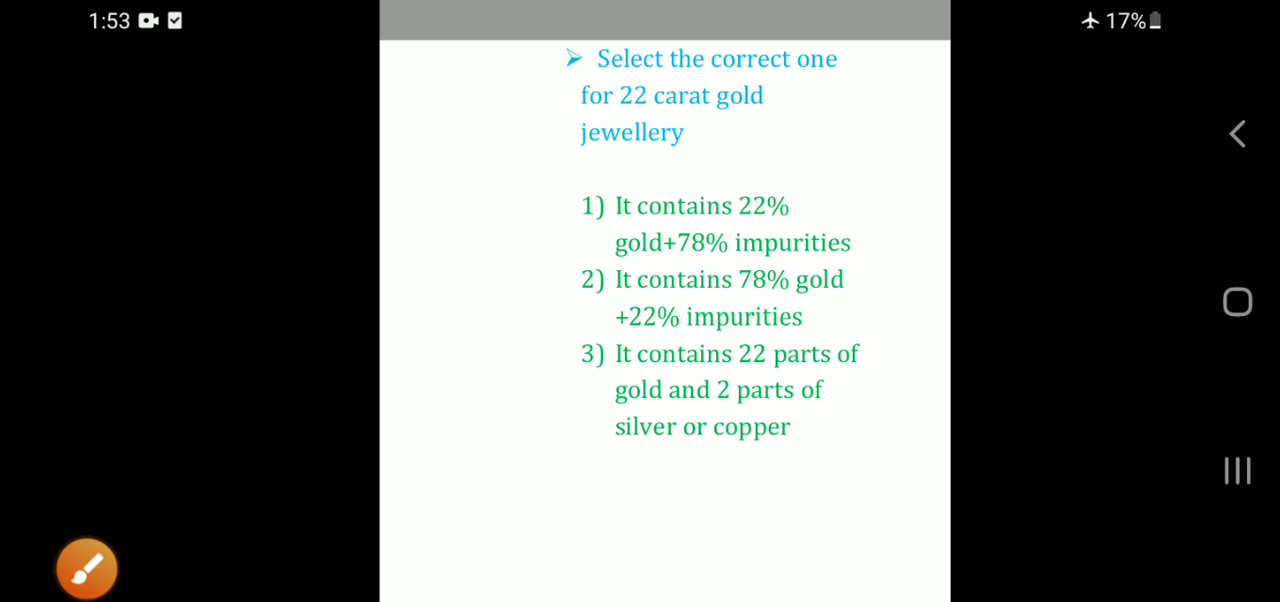 1:53
17%
➢ Select the correct one
for 22 carat gold
jewellery
1) It contains 22%
gold+78% impurities
2) It contains 78% gold
+22% impurities
3) It contains 22 parts of
gold and 2 parts of
silver or copper